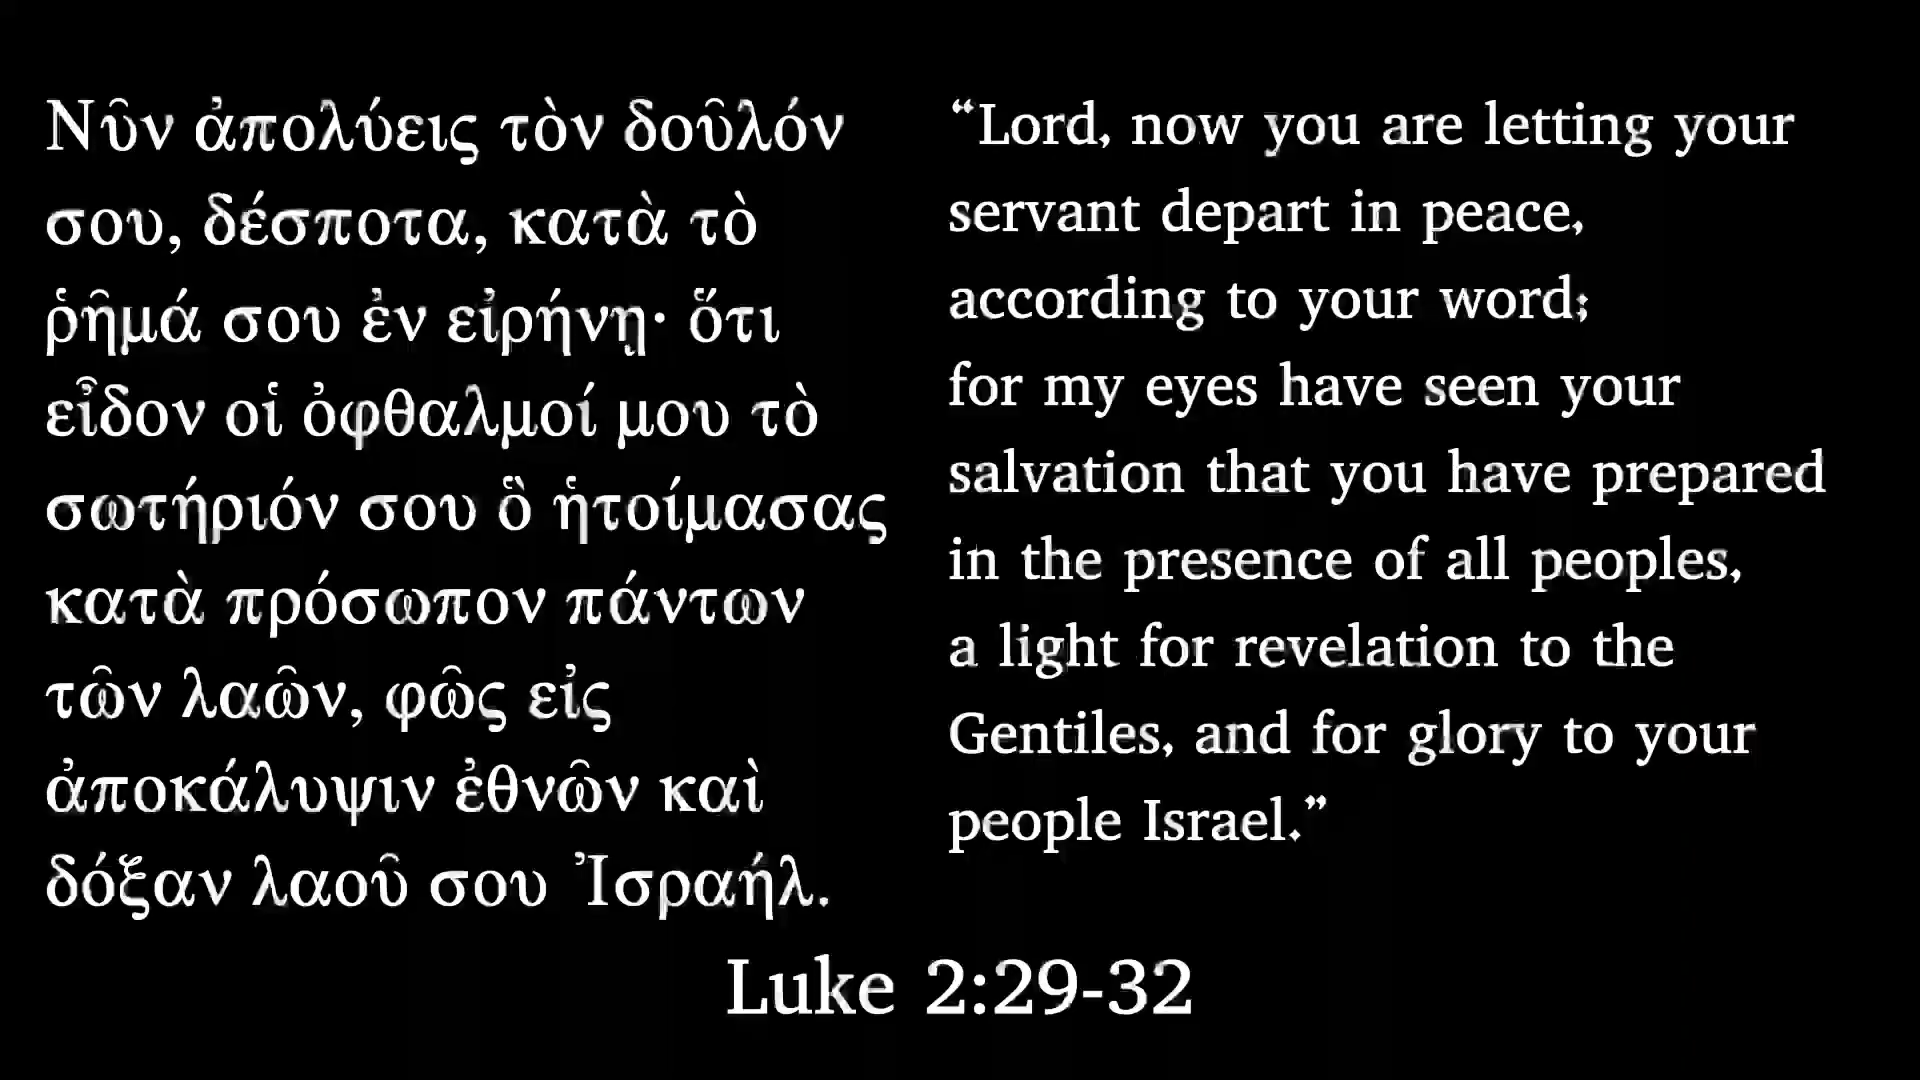 Νῦν ἀπολύεις τὸν δοῦλόν
σου, δέσποτα, κατὰ τὸ
ῥῆμά σου ἐν εἰρήνῃ· ὅτι
εἶδον οἱ ὀφθαλμοί μου τὸ
σωτήριόν σου ὃ ἡτοίμασας
κατὰ πρόσωπον πάντων
τῶν λαῶν, φῶς εἰς
ἀποκάλυψιν ἐθνῶν καὶ
δόξαν λαοῦ σου Ἰσραήλ.
“Lord, now you are letting your
servant depart in peace,
according to your word;
for my eyes have seen your
salvation that you have prepared
in the presence of all peoples,
a light for revelation to the
Gentiles, and for glory to your
people Israel.”
Luke 2:29-32